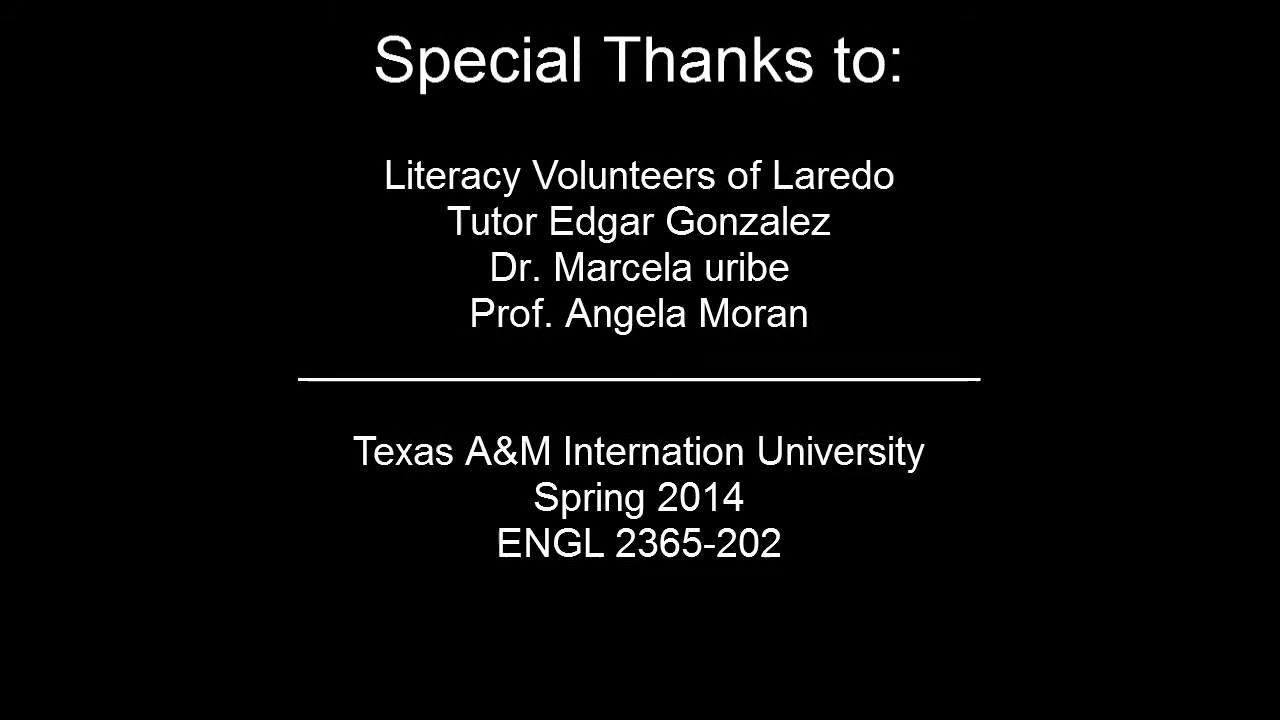 Special Thanks to:
Literacy Volunteers of Laredo
Tutor Edgar Gonzalez
Dr. Marcela uribe
Prof. Angela Moran
Texas A&M Internation University
Spring 2014
ENGL 2365-202